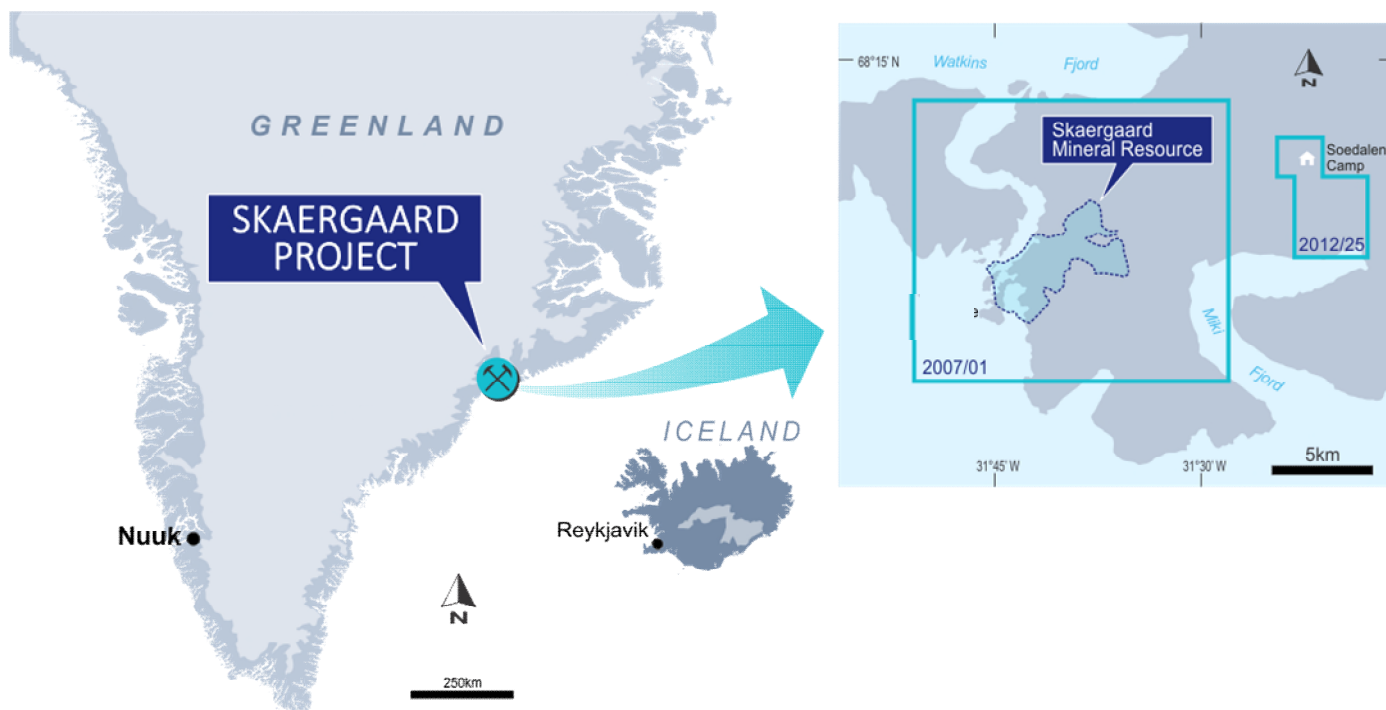 GREENLAND
SKAERGAARD
PROJECT
ICELAND
Nuuk
Reykjavik
N
250km
68°15' N
Watkins Fjord
N
Skaergaard
Mineral Resource
Soedalen
Camp
2012/25
e
Miki
Fjord
2007/01
31°45' W
31°30' W
5km